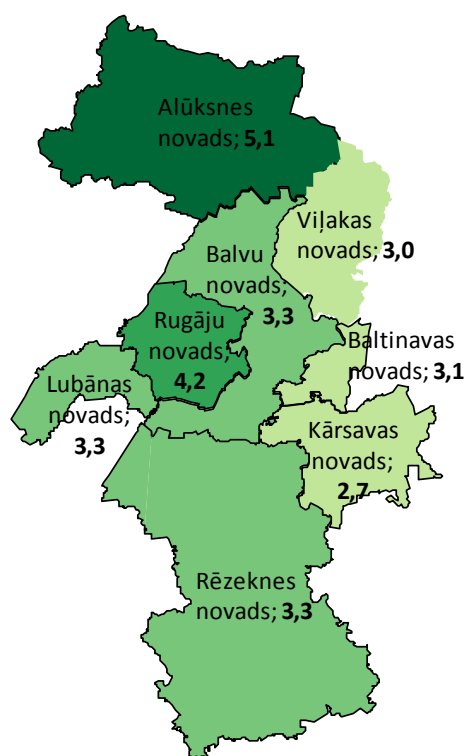 Alūksnes
novads; 5,1
Viļakas
novads; 3,0
Balvu
novads;
3,3
Rugāju
novads;
4,2
Baltinavas
novads; 3,1
Lubānas
novads;
3,3
Kārsavas
novads;
2,7
Rēzeknes
novads; 3,3